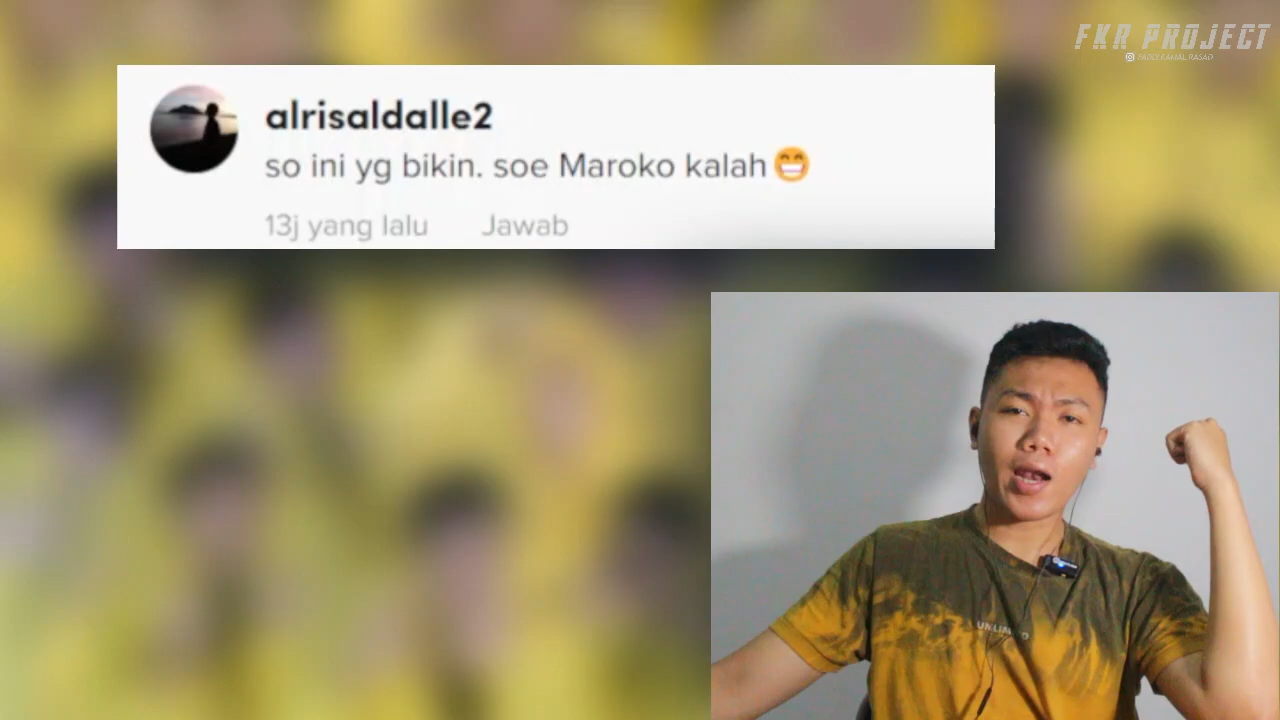 FKR PROJECT
alrisaldalle2
so ini yg bikin. soe Maroko kalah😁
13j yang lalu Jawab